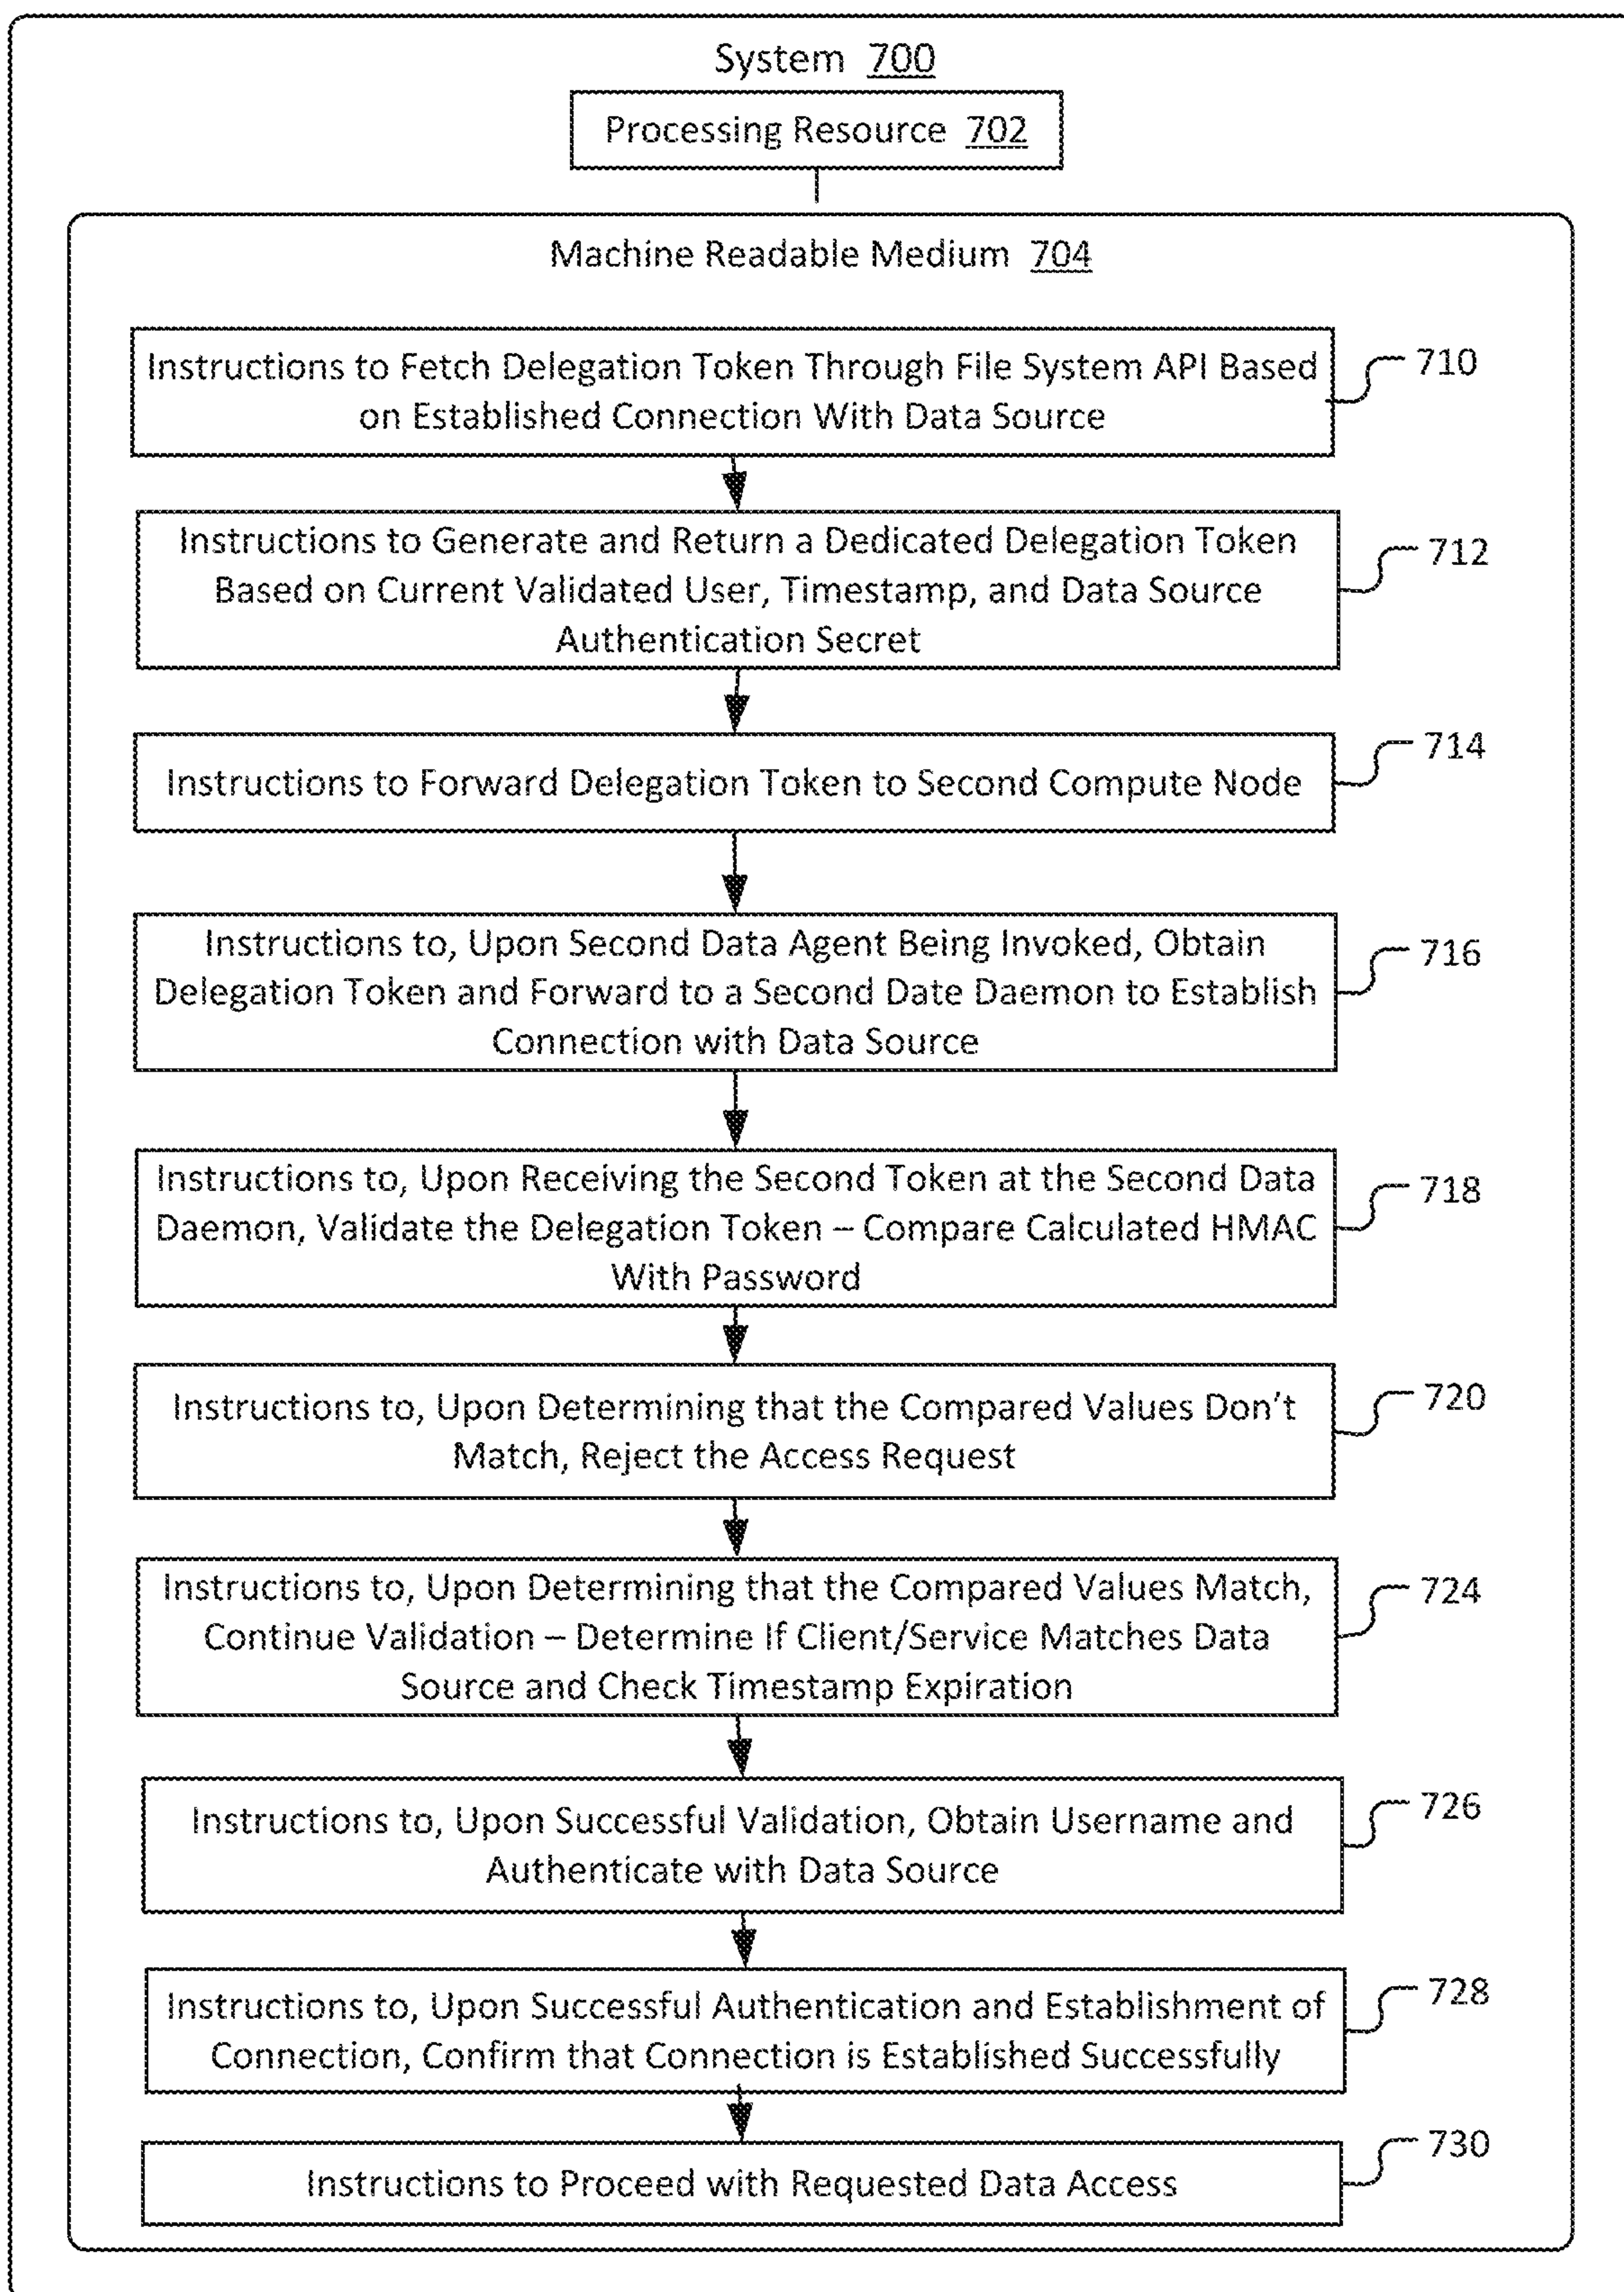 System 700
Processing Resource 702
Machine Readable Medium 704
Instructions to Fetch Delegation Token Through File System API Based
on Established Connection With Data Source
710
Instructions to Generate and Return a Dedicated Delegation Token
Based on Current Validated User, Timestamp, and Data Source
Authentication Secret
712
Instructions to Forward Delegation Token to Second Compute Node
714
Instructions to, Upon Second Data Agent Being Invoked, Obtain
Delegation Token and Forward to a Second Date Daemon to Establish
Connection with Data Source
716
Instructions to, Upon Receiving the Second Token at the Second Data
Daemon, Validate the Delegation Token – Compare Calculated HMAC
With Password
718
Instructions to, Upon Determining that the Compared Values Don't
Match, Reject the Access Request
720
Instructions to, Upon Determining that the Compared Values Match,
Continue Validation – Determine If Client/Service Matches Data
Source and Check Timestamp Expiration
724
Instructions to, Upon Successful Validation, Obtain Username and
Authenticate with Data Source
726
Instructions to, Upon Successful Authentication and Establishment of
Connection, Confirm that Connection is Established Successfully
728
Instructions to Proceed with Requested Data Access
730